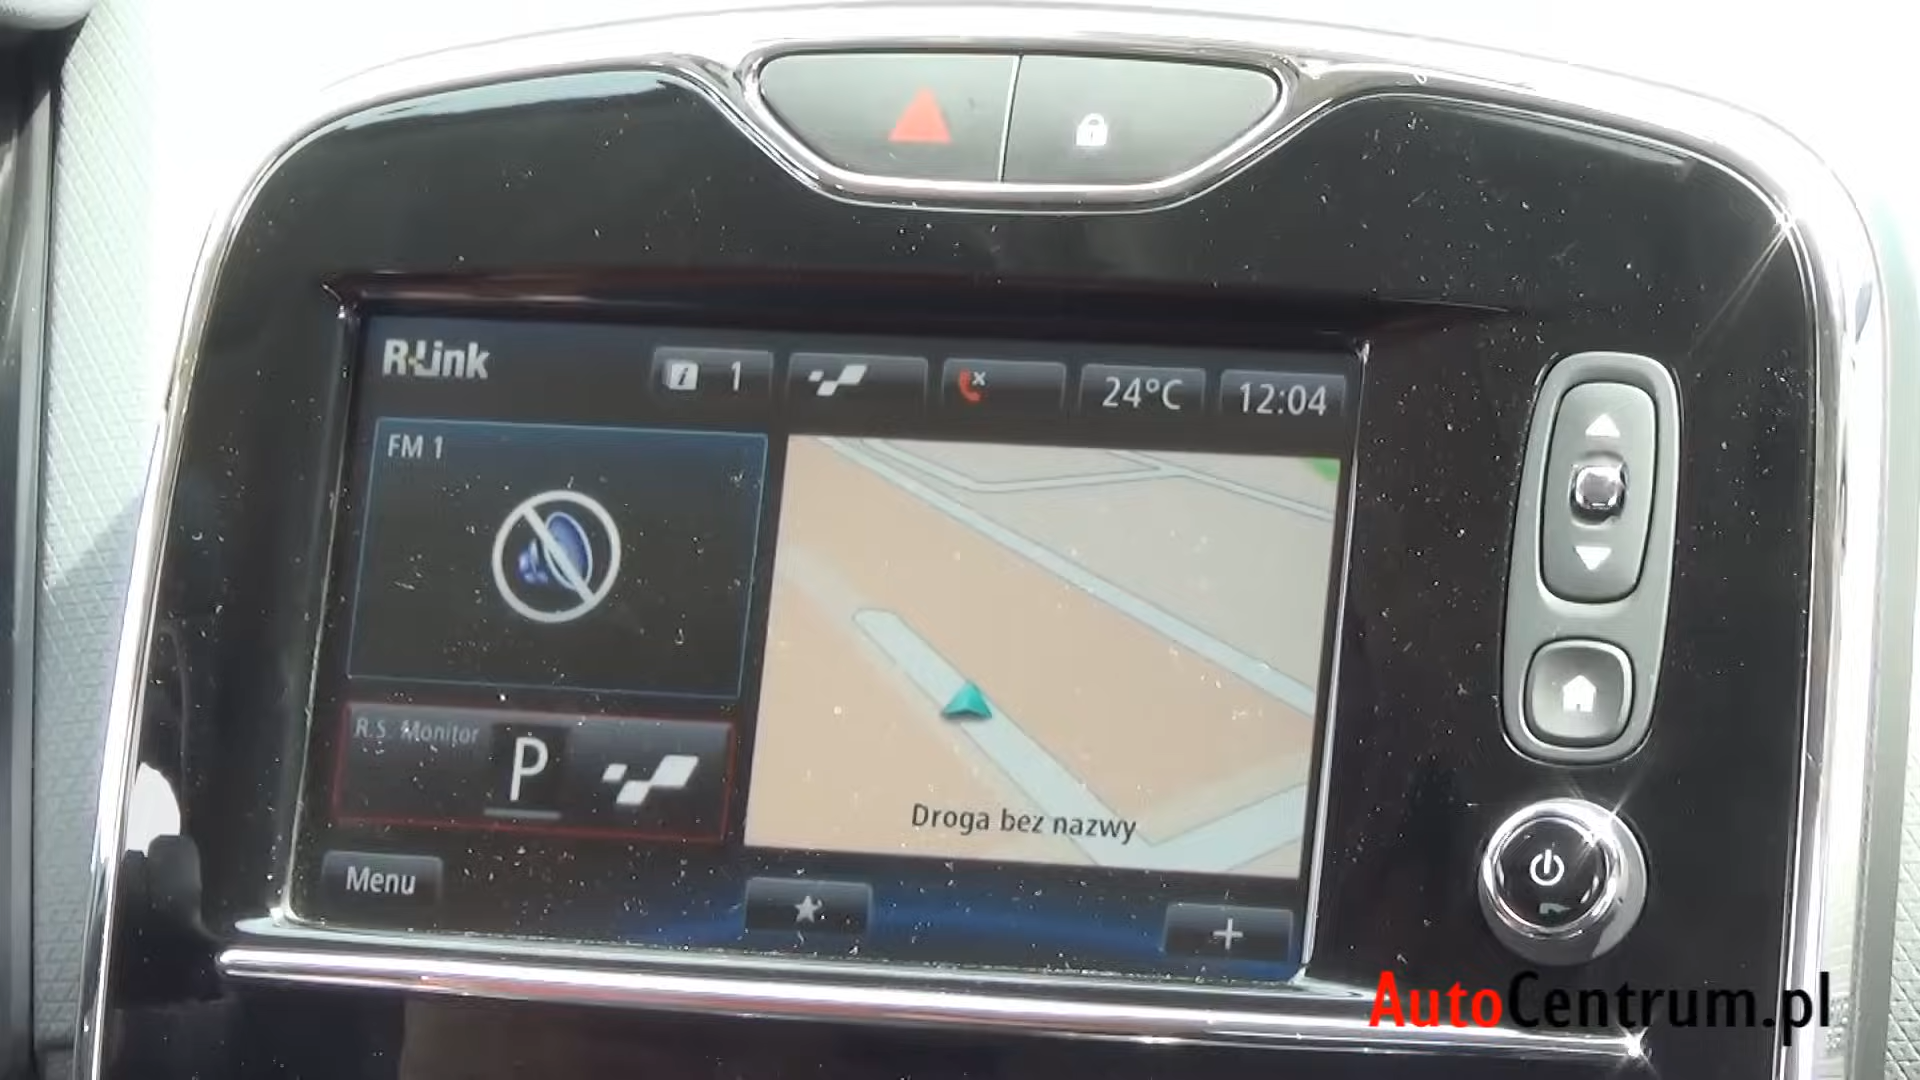 R-Link
1
24°C
12:04
FM 1
R.S. Monitor
P
Droga bez nazwy
Menu
AutoCentrum.pl